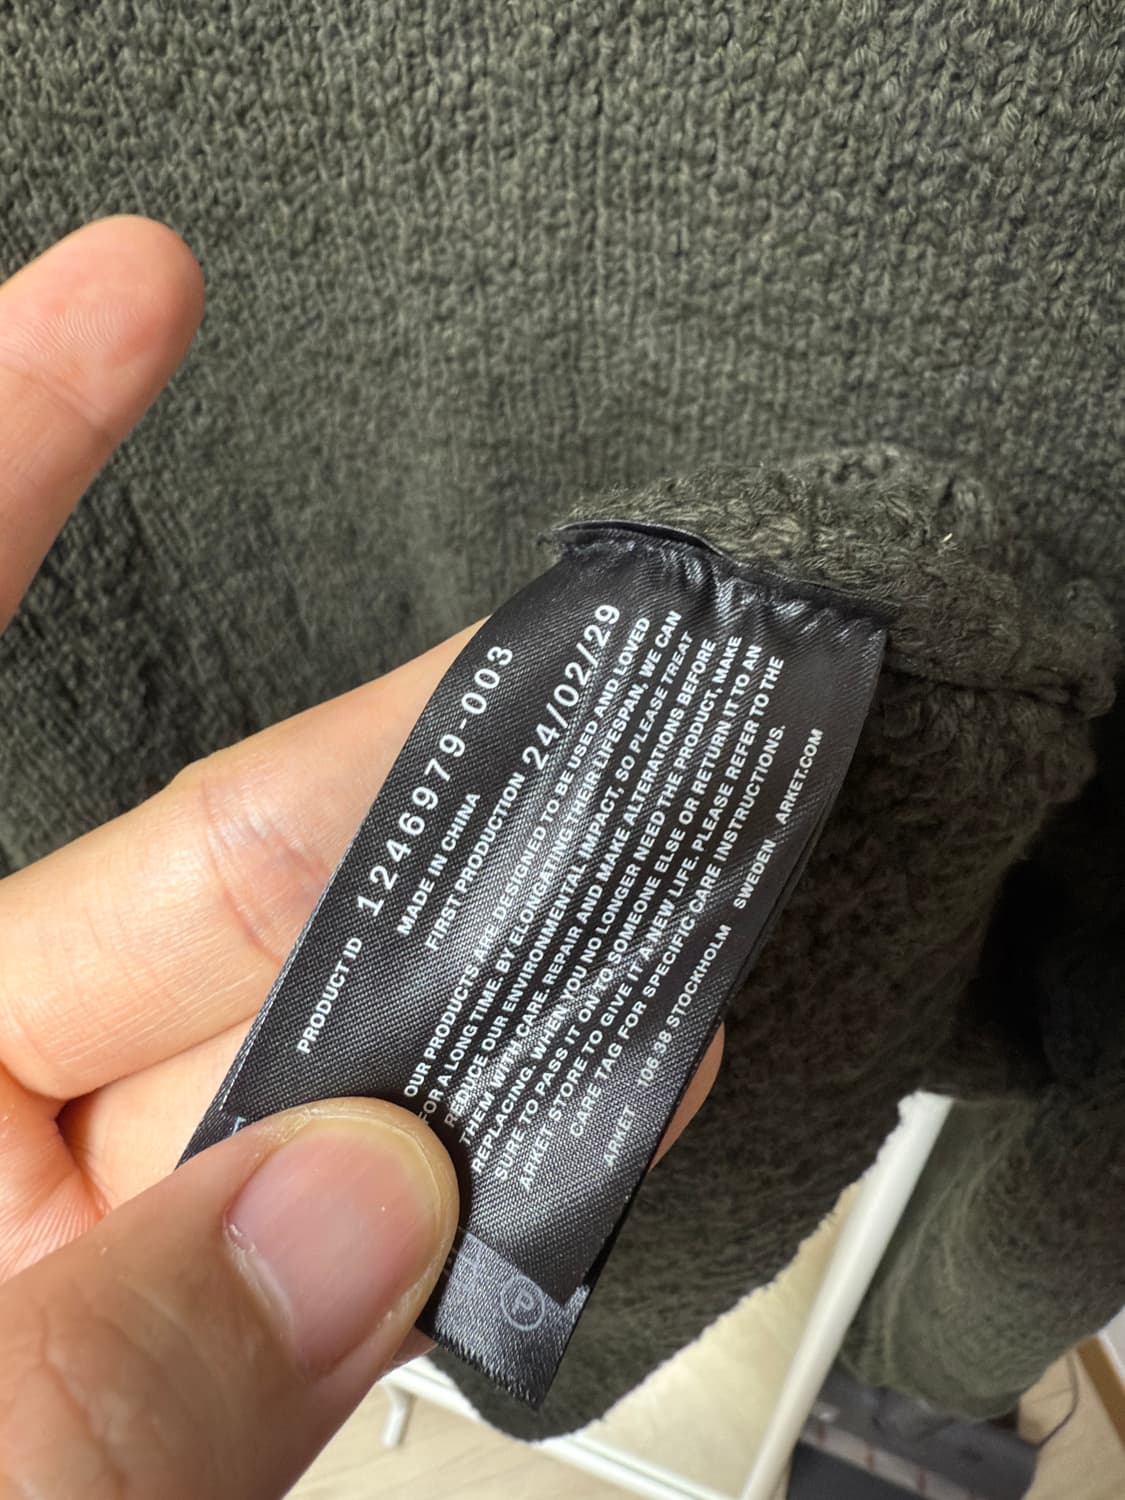 PRODUCT ID 1246979-003
MADE IN CHINA
FIRST PRODUCTION 24/02/29
OUR PRODUCTS ARE DESIGNED TO BE USED AND LOVED
FOR A LONG TIME. BY ELONGATING THEIR LIFESPAN, WE CAN
REDUCE OUR ENVIRONMENTAL IMPACT, SO PLEASE TREAT
THEM WITH CARE. REPAIR AND MAKE ALTERATIONS BEFORE
REPLACING. WHEN YOU NO LONGER NEED THE PRODUCT, MAKE
SURE TO PASS IT ON TO SOMEONE ELSE OR RETURN IT TO AN
ARKET STORE TO GIVE IT A NEW LIFE. PLEASE REFER TO THE
CARE TAG FOR SPECIFIC CARE INSTRUCTIONS.
ARKET 106 38 STOCKHOLM SWEDEN ARKET.COM
P